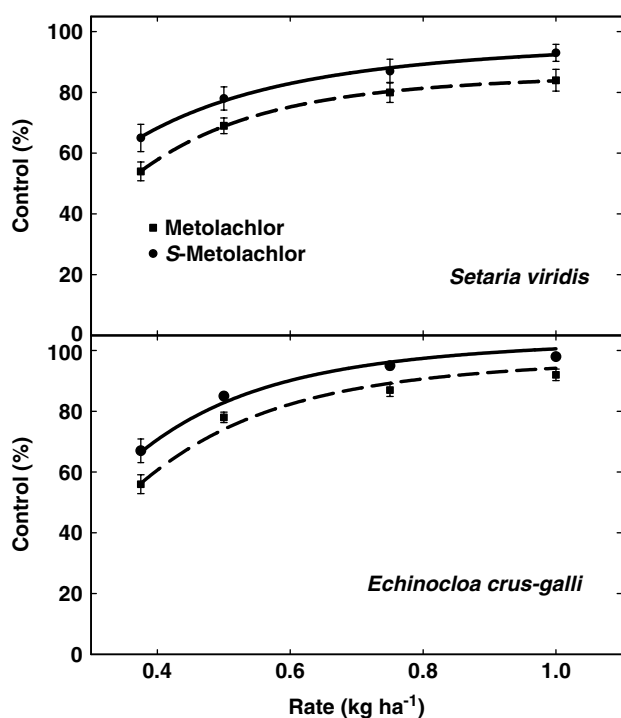 100
80
60
40
20
0
Control (%)
Metolachlor
S-Metolachlor
Setaria viridis
100
80
60
40
20
0
Control (%)
Echinocloa crus-galli
0.4 0.6 0.8 1.0
Rate (kg ha-1)